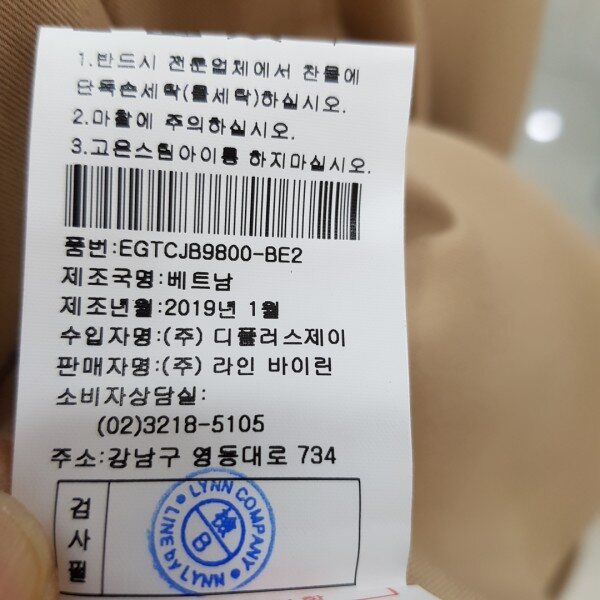 1.반드시 전문업체에서 찬물에
단독손세탁(물세탁)하십시오.
2.마찰에 주의하십시오.
3.고온스팀아이롱 하지마십시오.
품번:EGTCJB9800-BE2
제조국명:베트남
제조년월:2019년 1월
수입자명:(주) 디플러스제이
판매자명:(주) 라인 바이린
소비자상담실:
(02)3218-5105
주소:강남구 영동대로 734
검사필
LYNN COMPANY
LINE by LYNN
B